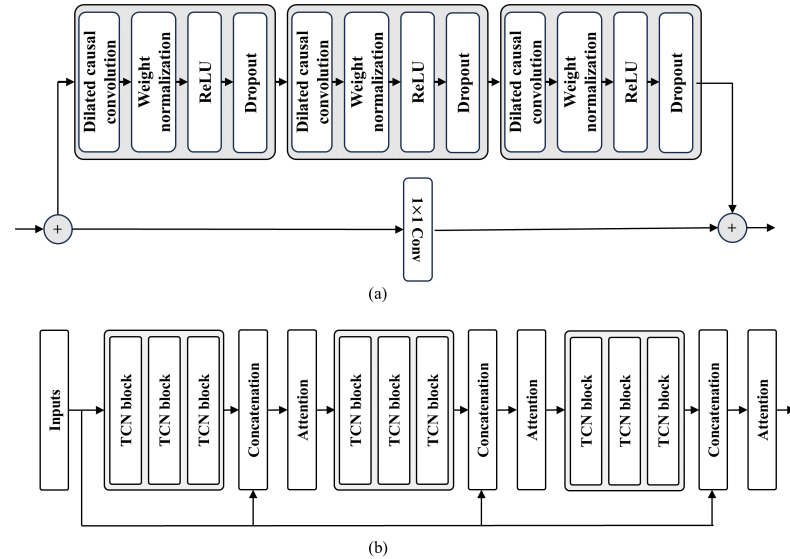 Dilated causal
convolution
Weight
normalization
ReLU
Dropout
Dilated causal
convolution
Weight
normalization
ReLU
Dropout
Dilated causal
convolution
Weight
normalization
ReLU
Dropout
+
1×1 Conv
+
(a)
Inputs
TCN block
TCN block
TCN block
Concatenation
Attention
TCN block
TCN block
TCN block
Concatenation
Attention
TCN block
TCN block
TCN block
Concatenation
Attention
(b)